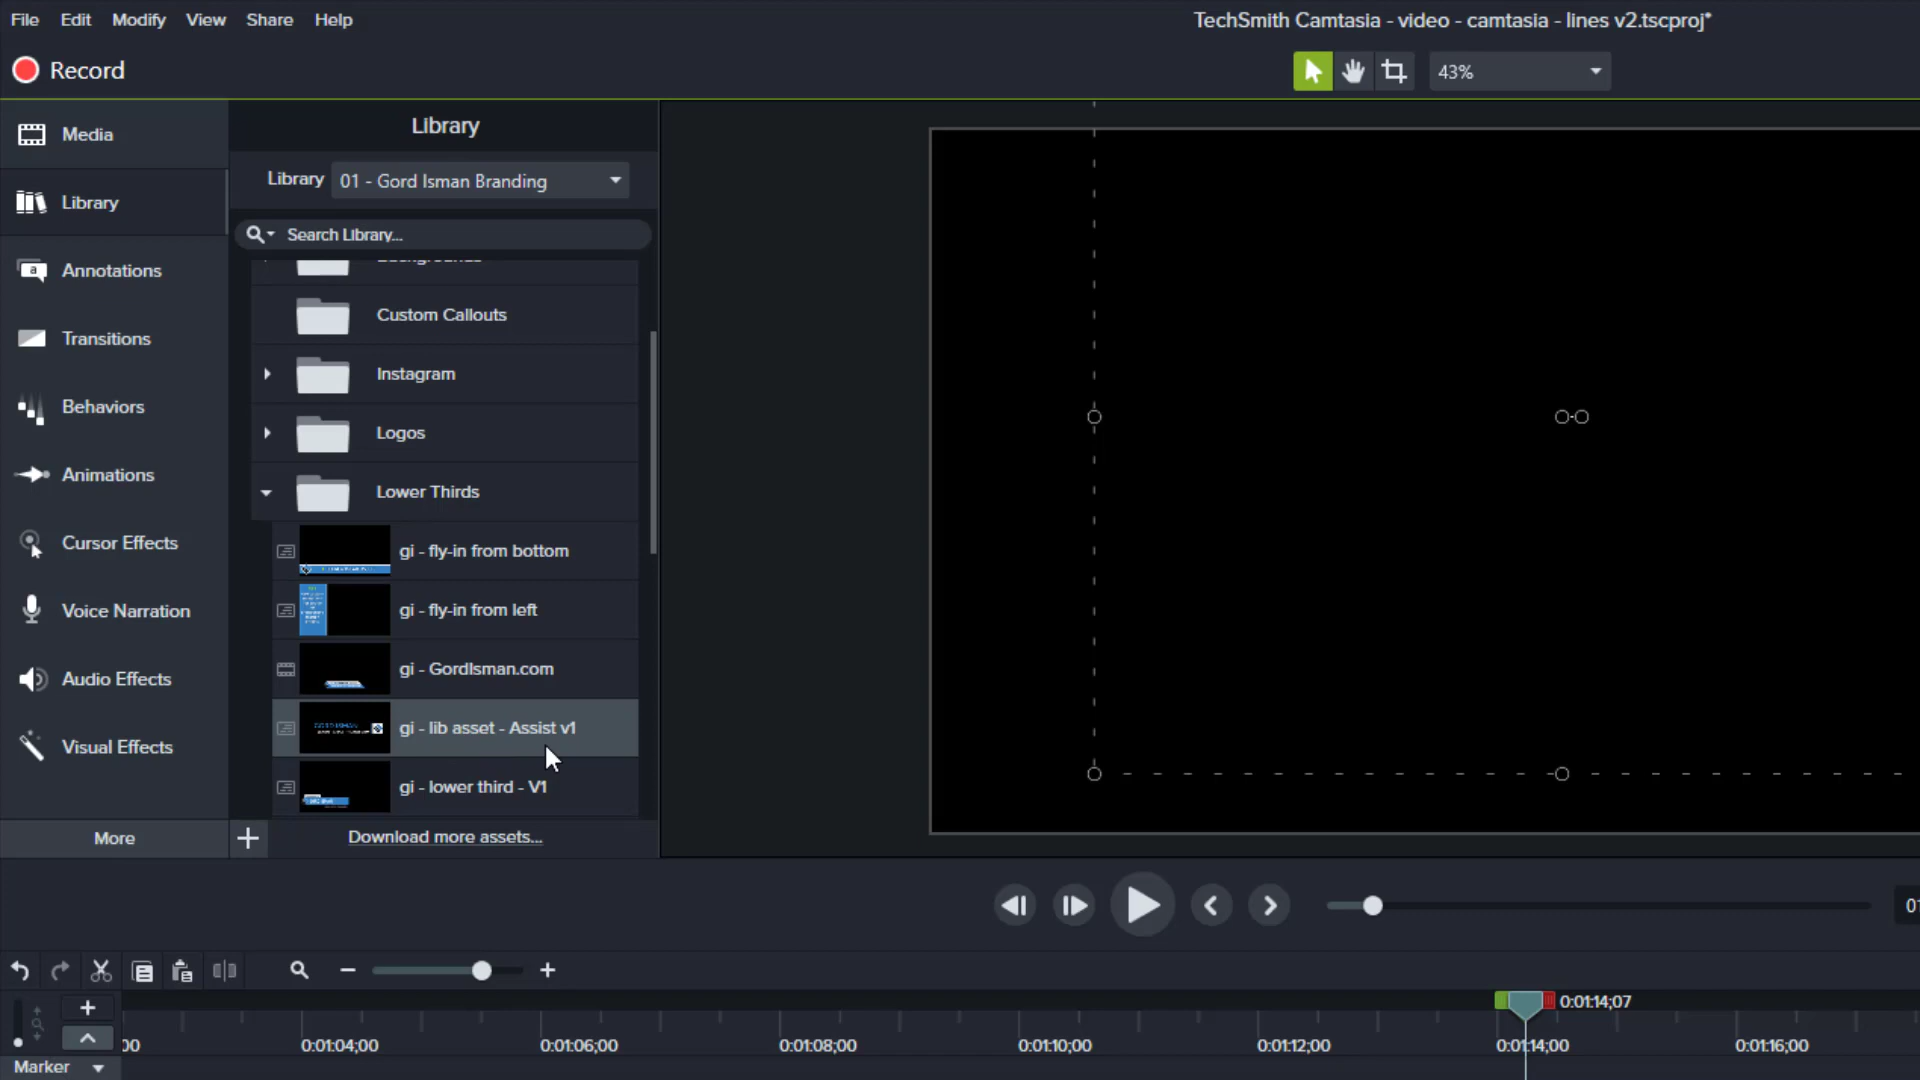 File Edit Modify View Share Help
TechSmith Camtasia - video - camtasia - lines v2.tscproj*
Record
43%
Media
Library
Annotations
Transitions
Behaviors
Animations
Cursor Effects
Voice Narration
Audio Effects
Visual Effects
More
Library
Library 01 - Gord Isman Branding
Search Library...
Custom Callouts
Instagram
Logos
Lower Thirds
gi - fly-in from bottom
gi - fly-in from left
gi - GordIsman.com
gi - lib asset - Assist v1
gi - lower third - V1
Download more assets...
0:01:14;07
0:01:04;00 0:01:06;00 0:01:08;00 0:01:10;00 0:01:12;00 0:01:14;00 0:01:16;00
Marker